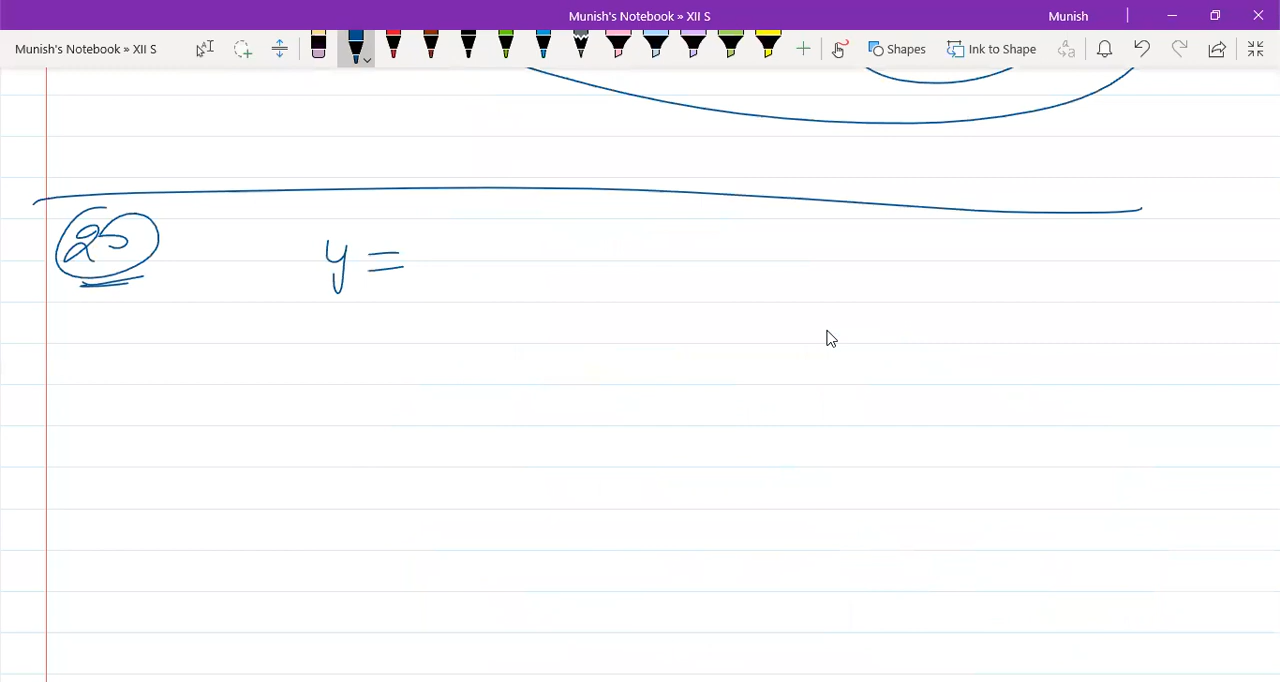 Munish's Notebook » XII S
Munish
Munish's Notebook » XII S
Shapes
Ink to Shape
25 y =